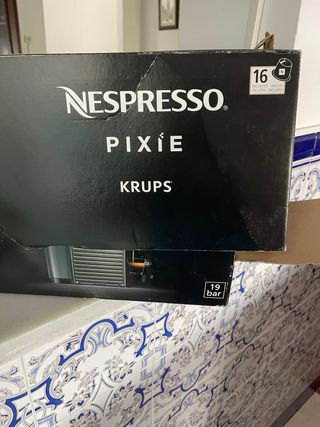 16
NESPRESSO®
PIXIE
KRUPS
19
bar